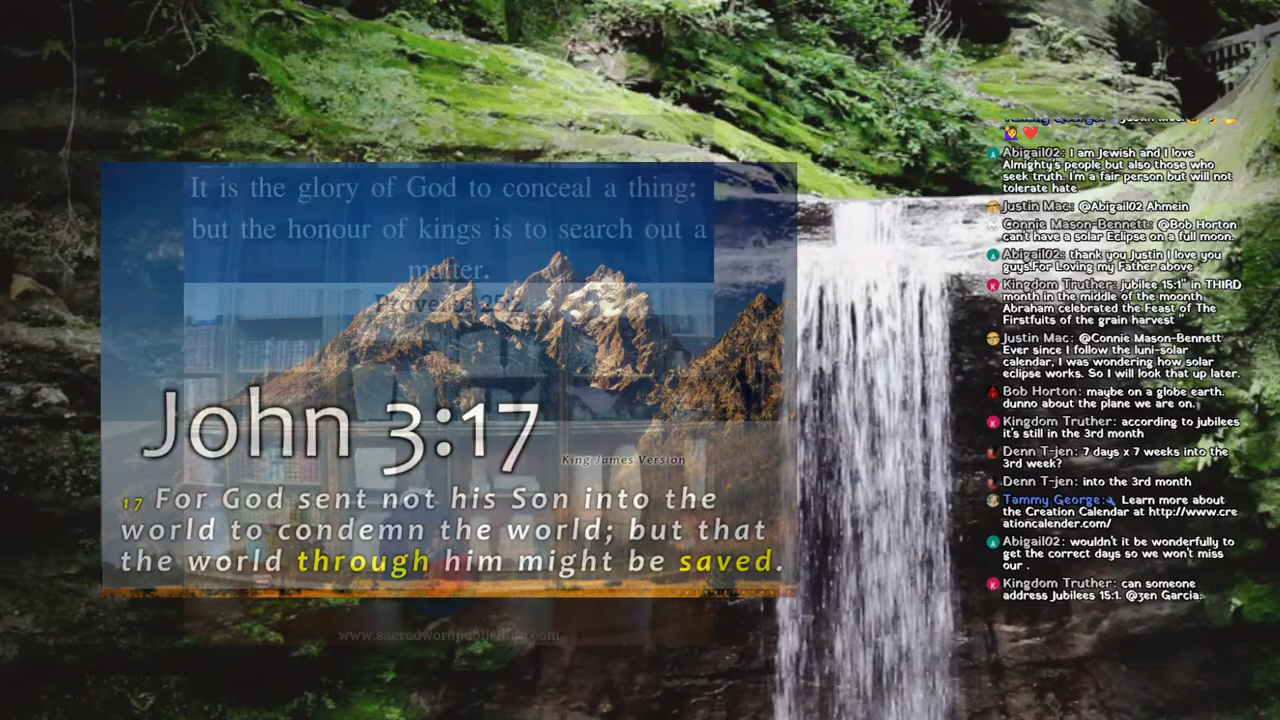 It is the glory of God to conceal a thing:
but the honour of kings is to search out a
matter.
Proverbs 25:2
John 3:17
King James Version
17 For God sent not his Son into the
world to condemn the world; but that
the world through him might be saved.
www.sacredwordpublishing.com
Tammy George:
A Abigail02: I am Jewish and I love
Almighty's people but also those who
seek truth. I'm a fair person but will not
tolerate hate
Justin Mac: @Abigail02 Ahmein
Connie Mason-Bennett: @Bob Horton
can't have a solar Eclipse on a full moon.
A Abigail02: thank you Justin I love you
guys.For Loving my Father above
K Kingdom Truther: jubilee 15:1" in THIRD
month in the middle of the moonth,
Abraham celebrated the Feast of The
Firstfuits of the grain harvest "
Justin Mac: @Connie Mason-Bennett
Ever since I follow the luni-solar
calendar, I was wondering how solar
eclipse works. So I will look that up later.
Bob Horton: maybe on a globe earth.
dunno about the plane we are on.
K Kingdom Truther: according to jubilees
it's still in the 3rd month
Denn T-jen: 7 days x 7 weeks into the
3rd week?
Denn T-jen: into the 3rd month
Tammy George: Learn more about
the Creation Calendar at http://www.cre
ationcalender.com/
A Abigail02: wouldn't it be wonderfully to
get the correct days so we won't miss
our .
K Kingdom Truther: can someone
address Jubilees 15:1. @3en Garcia.